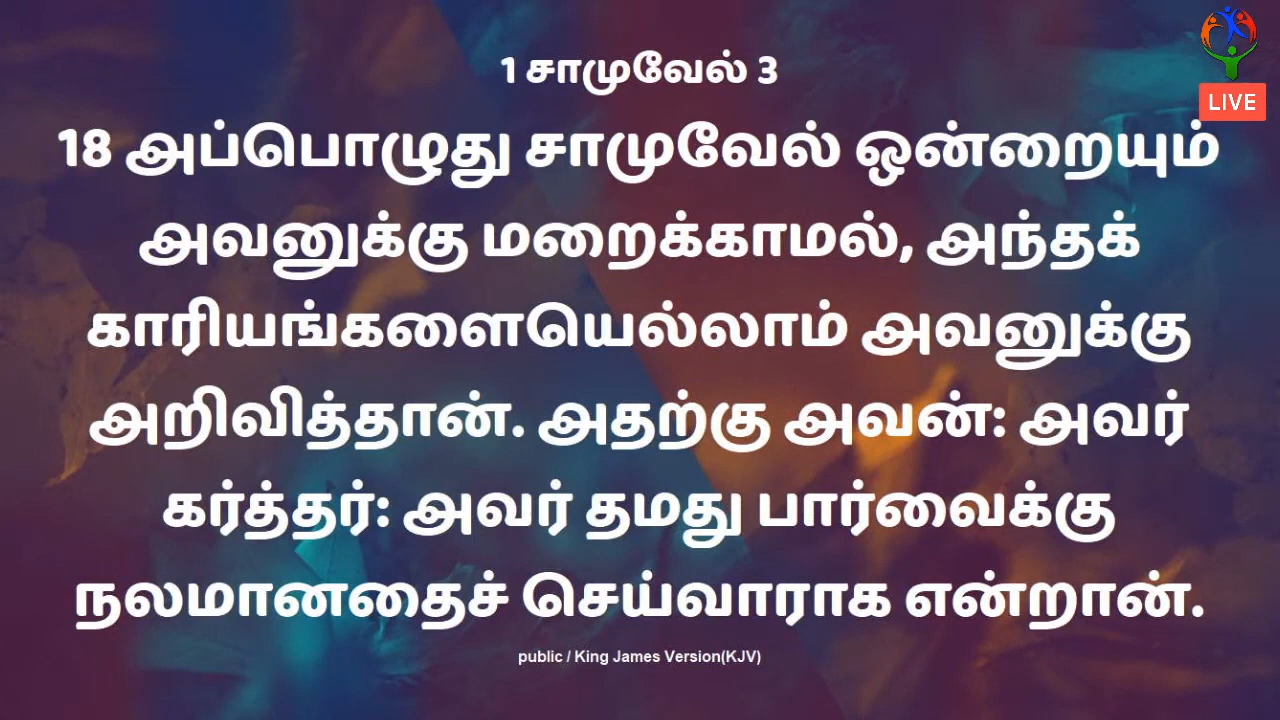 LIVE
1 சாமுவேல் 3
18 அப்பொழுது சாமுவேல் ஒன்றையும்
அவனுக்கு மறைக்காமல், அந்தக்
காரியங்களையெல்லாம் அவனுக்கு
அறிவித்தான். அதற்கு அவன்: அவர்
கர்த்தர்: அவர் தமது பார்வைக்கு
நலமானதைச் செய்வாராக என்றான்.
public / King James Version(KJV)